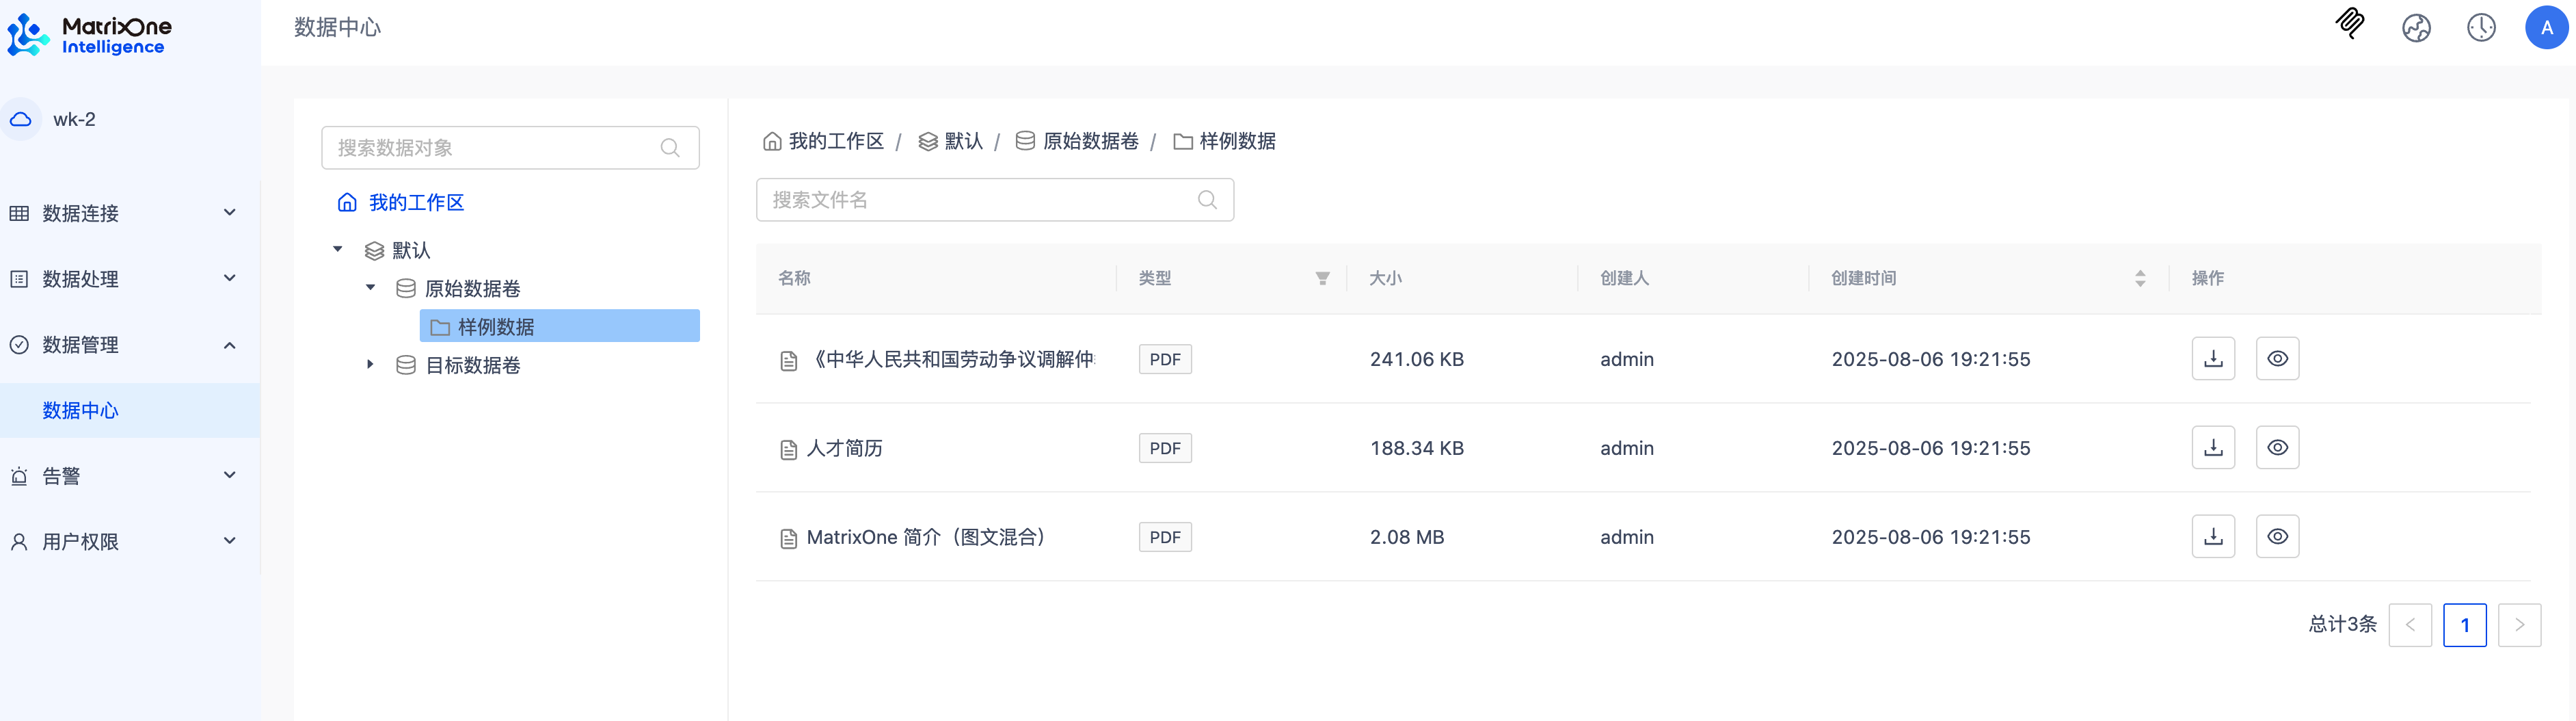 MatrixOne
Intelligence
数据中心
A
wk-2
数据连接
数据处理
数据管理
数据中心
告警
用户权限
搜索数据对象
我的工作区
默认
原始数据卷
样例数据
目标数据卷
我的工作区 / 默认 / 原始数据卷 / 样例数据
搜索文件名
名称 类型 大小 创建人 创建时间 操作
《中华人民共和国劳动争议调解仲 PDF 241.06 KB admin 2025-08-06 19:21:55
人才简历 PDF 188.34 KB admin 2025-08-06 19:21:55
MatrixOne 简介（图文混合） PDF 2.08 MB admin 2025-08-06 19:21:55
总计3条 < 1 >